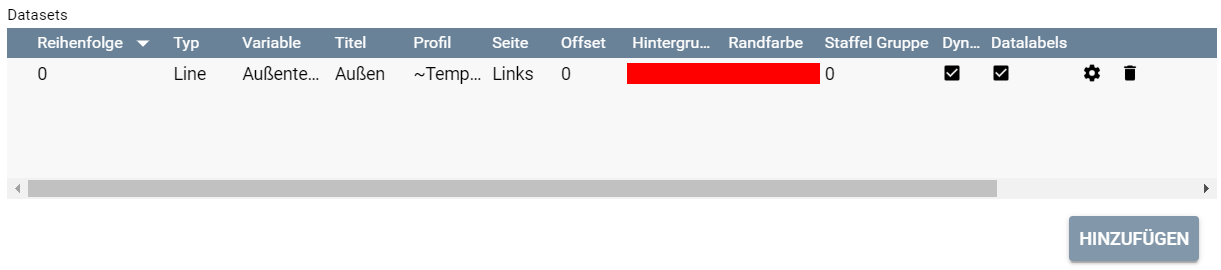 Datasets
Reihenfolge Typ Variable Titel Profil Seite Offset Hintergru... Randfarbe Staffel Gruppe Dyn... Datalabels
0 Line Außente... Außen ~Temp... Links 0 0
HINZUFÜGEN